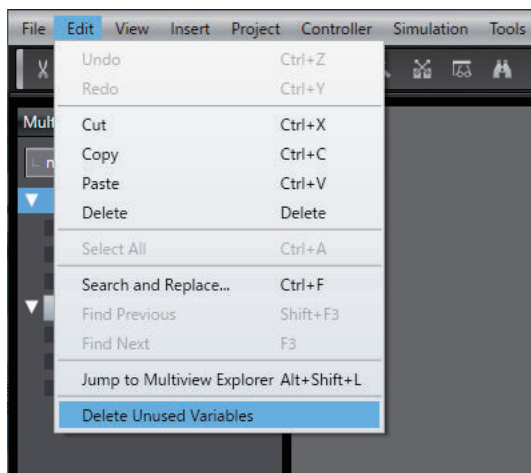 File Edit View Insert Project Controller Simulation Tools
Undo Ctrl+Z
Redo Ctrl+Y
Cut Ctrl+X
Copy Ctrl+C
Paste Ctrl+V
Delete Delete
Select All Ctrl+A
Search and Replace... Ctrl+F
Find Previous Shift+F3
Find Next F3
Jump to Multiview Explorer Alt+Shift+L
Delete Unused Variables